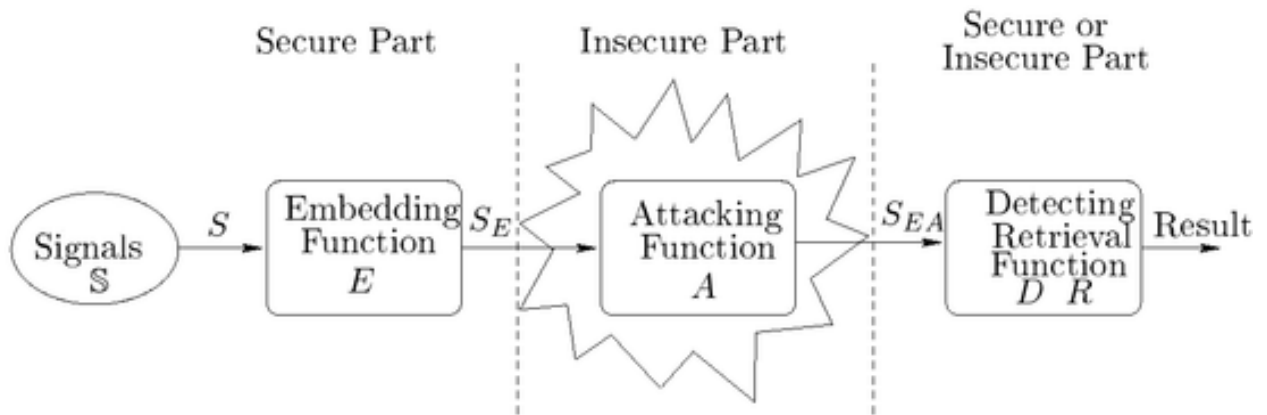 Secure Part
Insecure Part
Secure or
Insecure Part
Signals
𝕊
S
Embedding
Function
E
S_E
Attacking
Function
A
S_EA
Detecting
Retrieval
Function
D R
Result